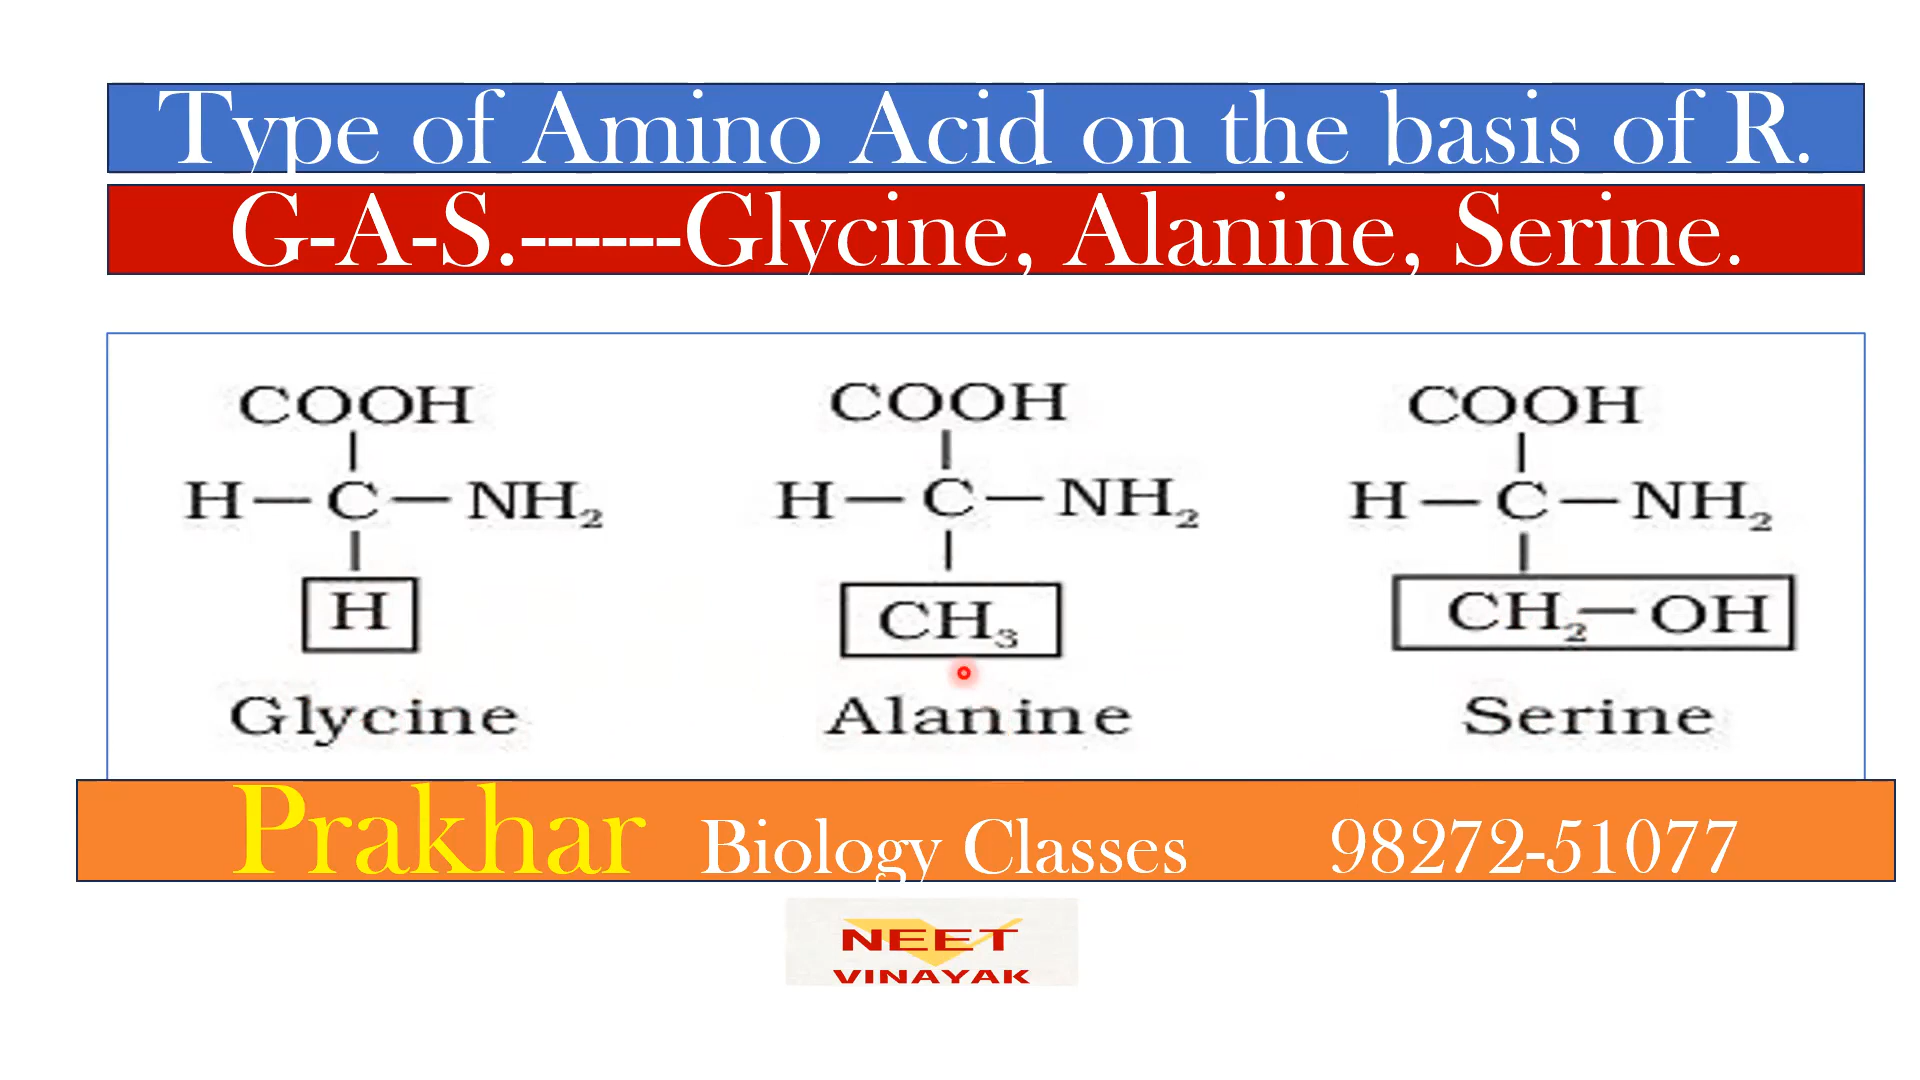 Type of Amino Acid on the basis of R.
G-A-S.------Glycine, Alanine, Serine.
COOH COOH COOH
H—C—NH₂ H—C—NH₂ H—C—NH₂
H CH₃ CH₂—OH
Glycine Alanine Serine
Prakhar Biology Classes 98272-51077
NEET
VINAYAK